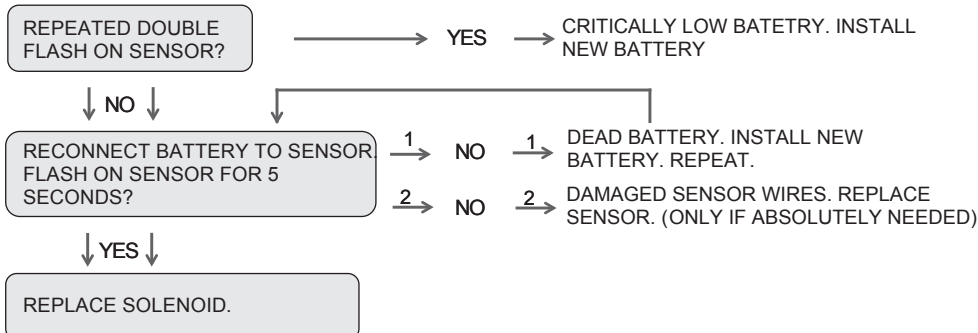 REPEATED DOUBLE
FLASH ON SENSOR?
YES
CRITICALLY LOW BATETRY. INSTALL
NEW BATTERY
NO
RECONNECT BATTERY TO SENSOR.
FLASH ON SENSOR FOR 5
SECONDS?
1
NO
1
DEAD BATTERY. INSTALL NEW
BATTERY. REPEAT.
2
NO
2
DAMAGED SENSOR WIRES. REPLACE
SENSOR. (ONLY IF ABSOLUTELY NEEDED)
YES
REPLACE SOLENOID.